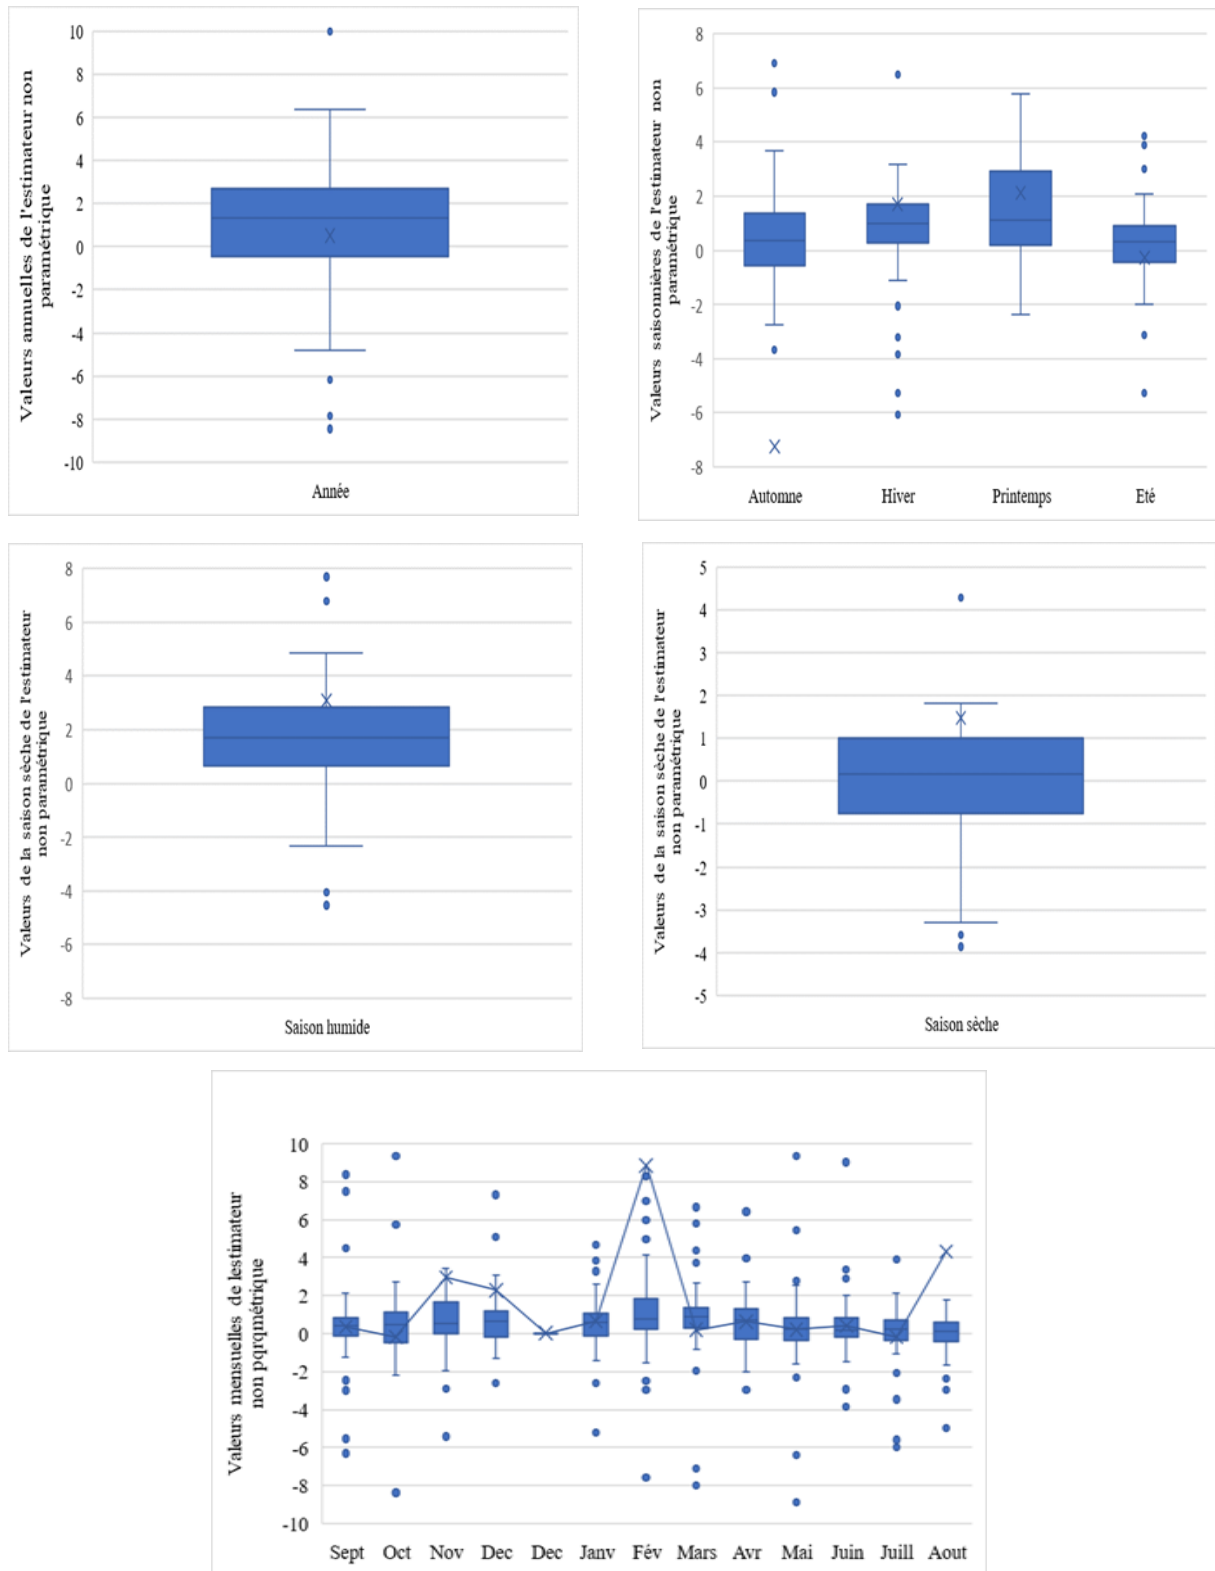 Valeurs annuelles de l'estimateur non
paramétrique
10
8
6
4
2
0
-2
-4
-6
-8
-10
Année
Valeurs saisonnières de l'estimateur non
paramétrique
8
6
4
2
0
-2
-4
-6
-8
Automne
Hiver
Printemps
Eté
Valeurs de la saison sèche de l'estimateur
non paramétrique
8
6
4
2
0
-2
-4
-6
-8
Saison humide
Valeurs de la saison sèche de l'estimateur
non paramétrique
5
4
3
2
1
0
-1
-2
-3
-4
-5
Saison sèche
Valeurs mensuelles de lestimateur
non pqrmétrique
10
8
6
4
2
0
-2
-4
-6
-8
-10
Sept Oct Nov Dec Dec Janv Fév Mars Avr Mai Juin Juill Aout